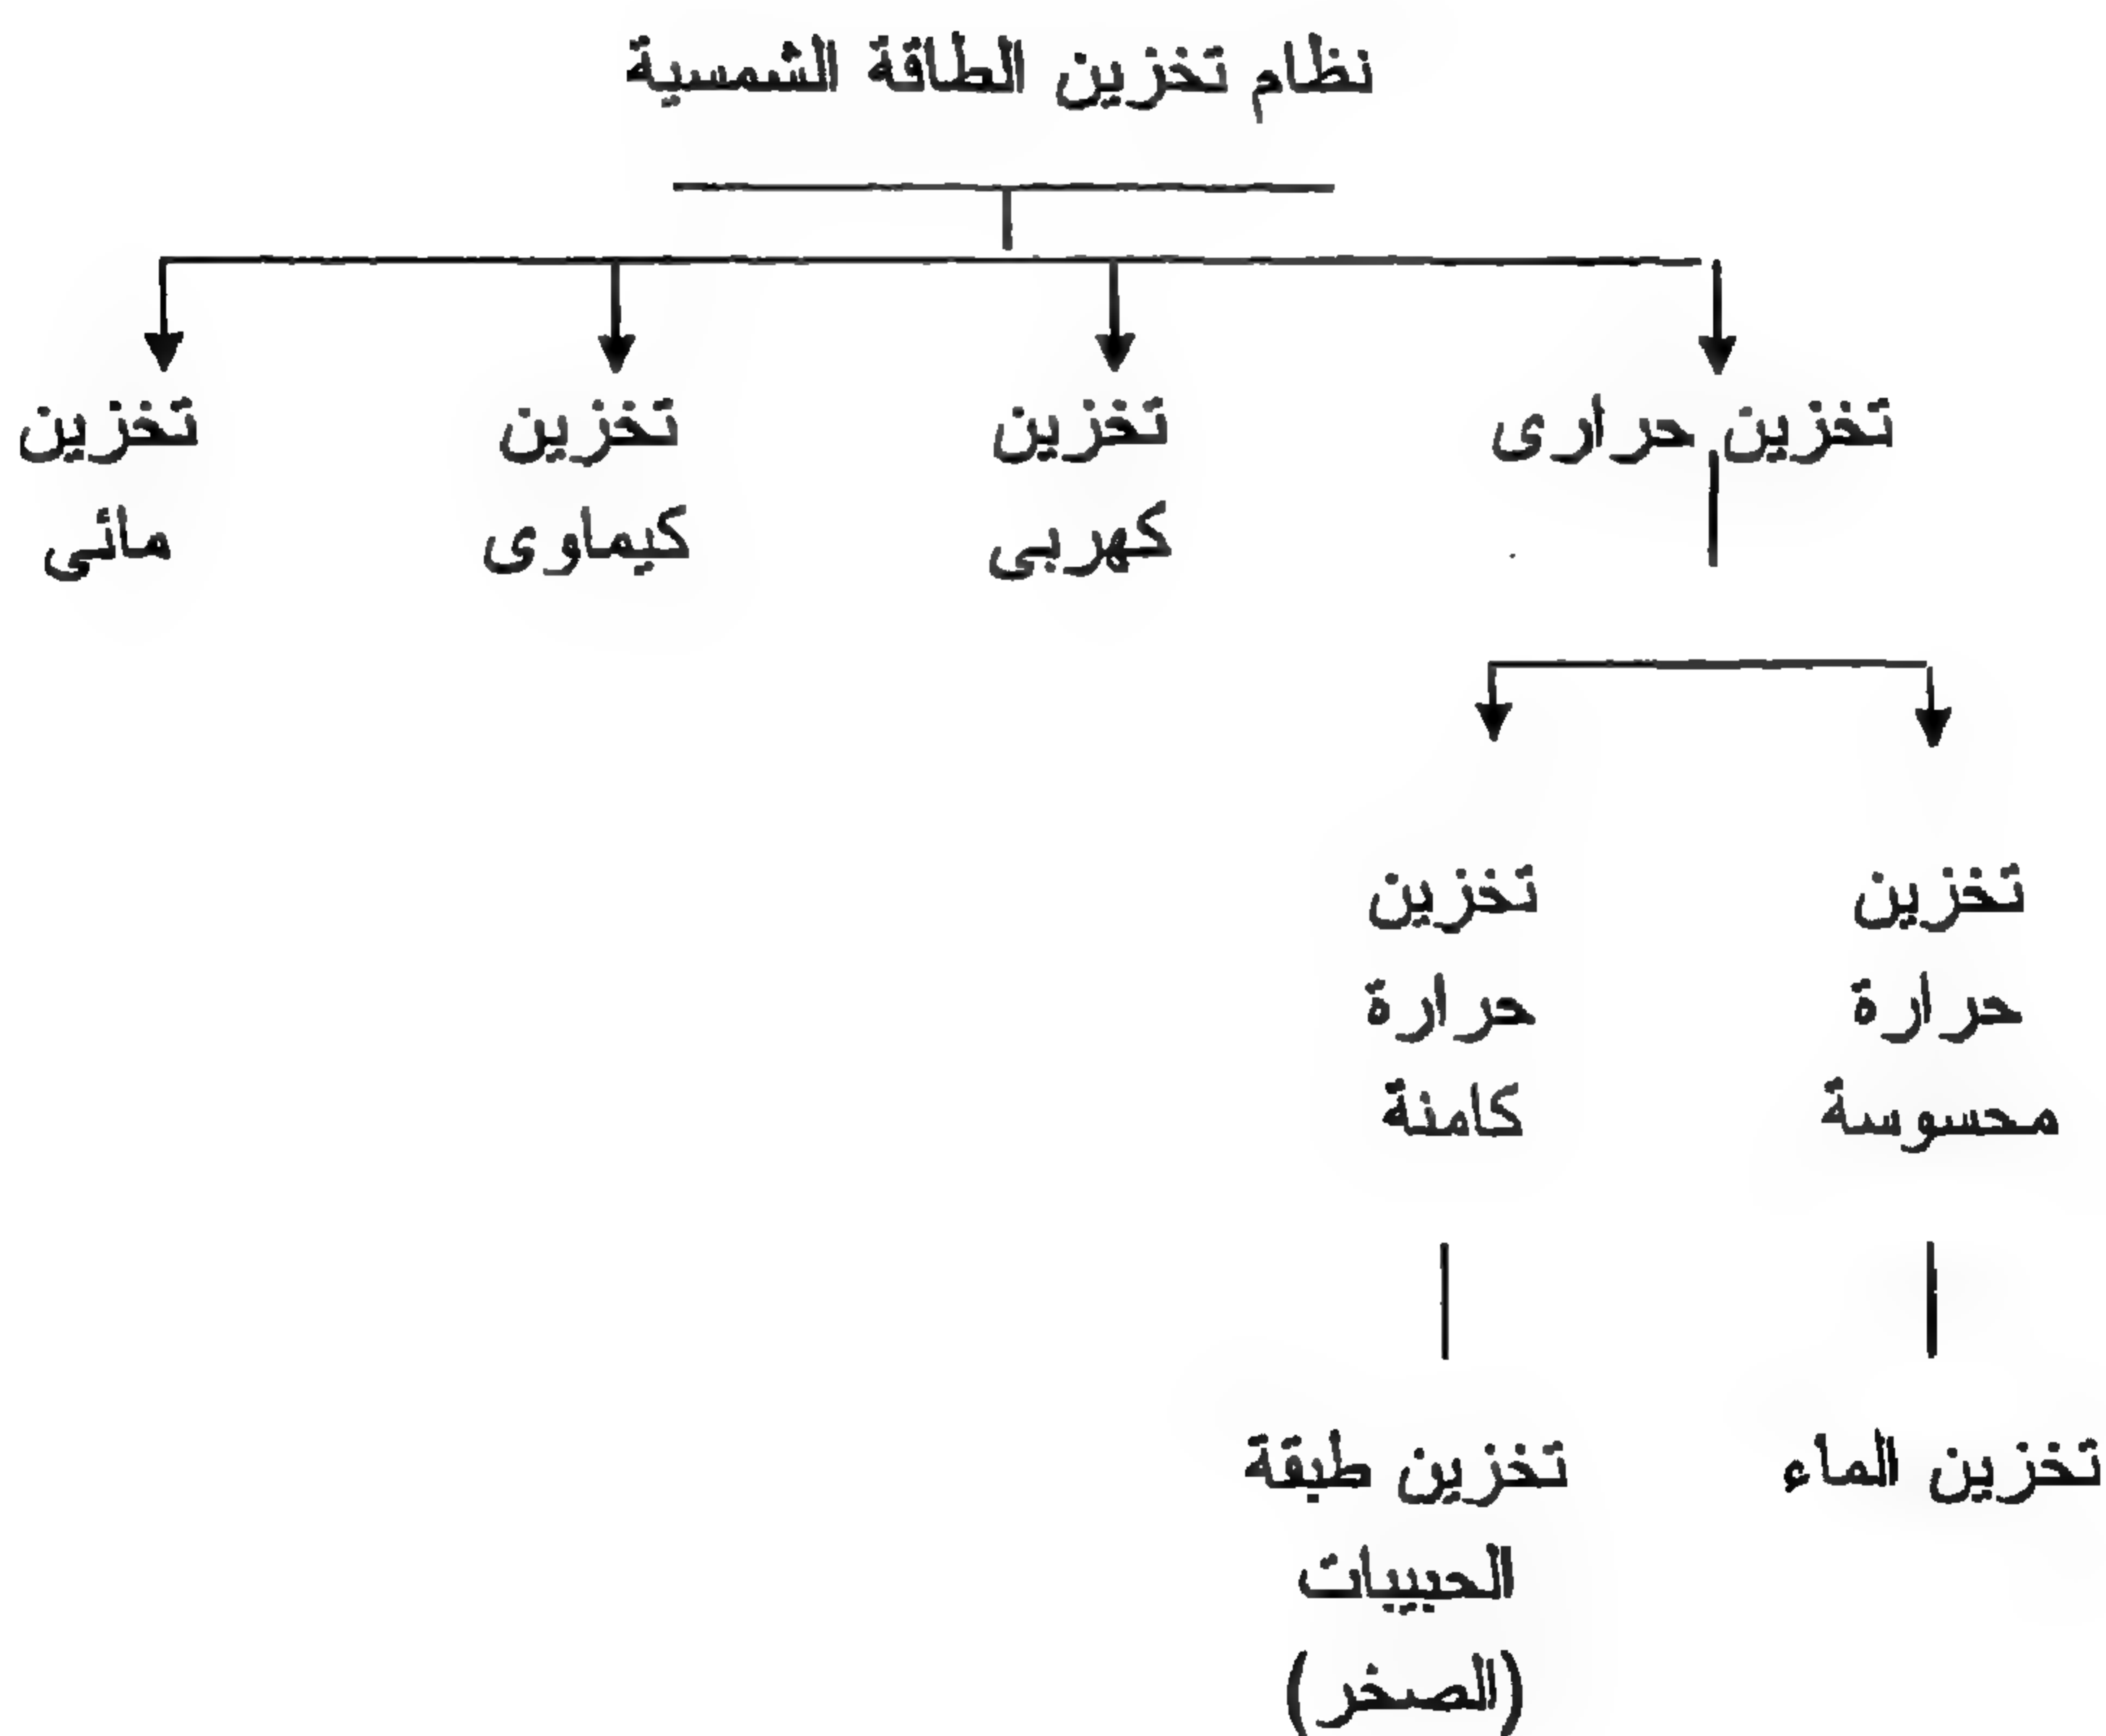 نظام تخزين الطاقة الشمسية
تخزين حرارى
تخزين
كهربى
تخزين
كيماوى
تخزين
مائى
تخزين
حرارة
محسوسة
تخزين
حرارة
كامنة
تخزين الماء
تخزين طبقة
الحبيبات
(الصخر)